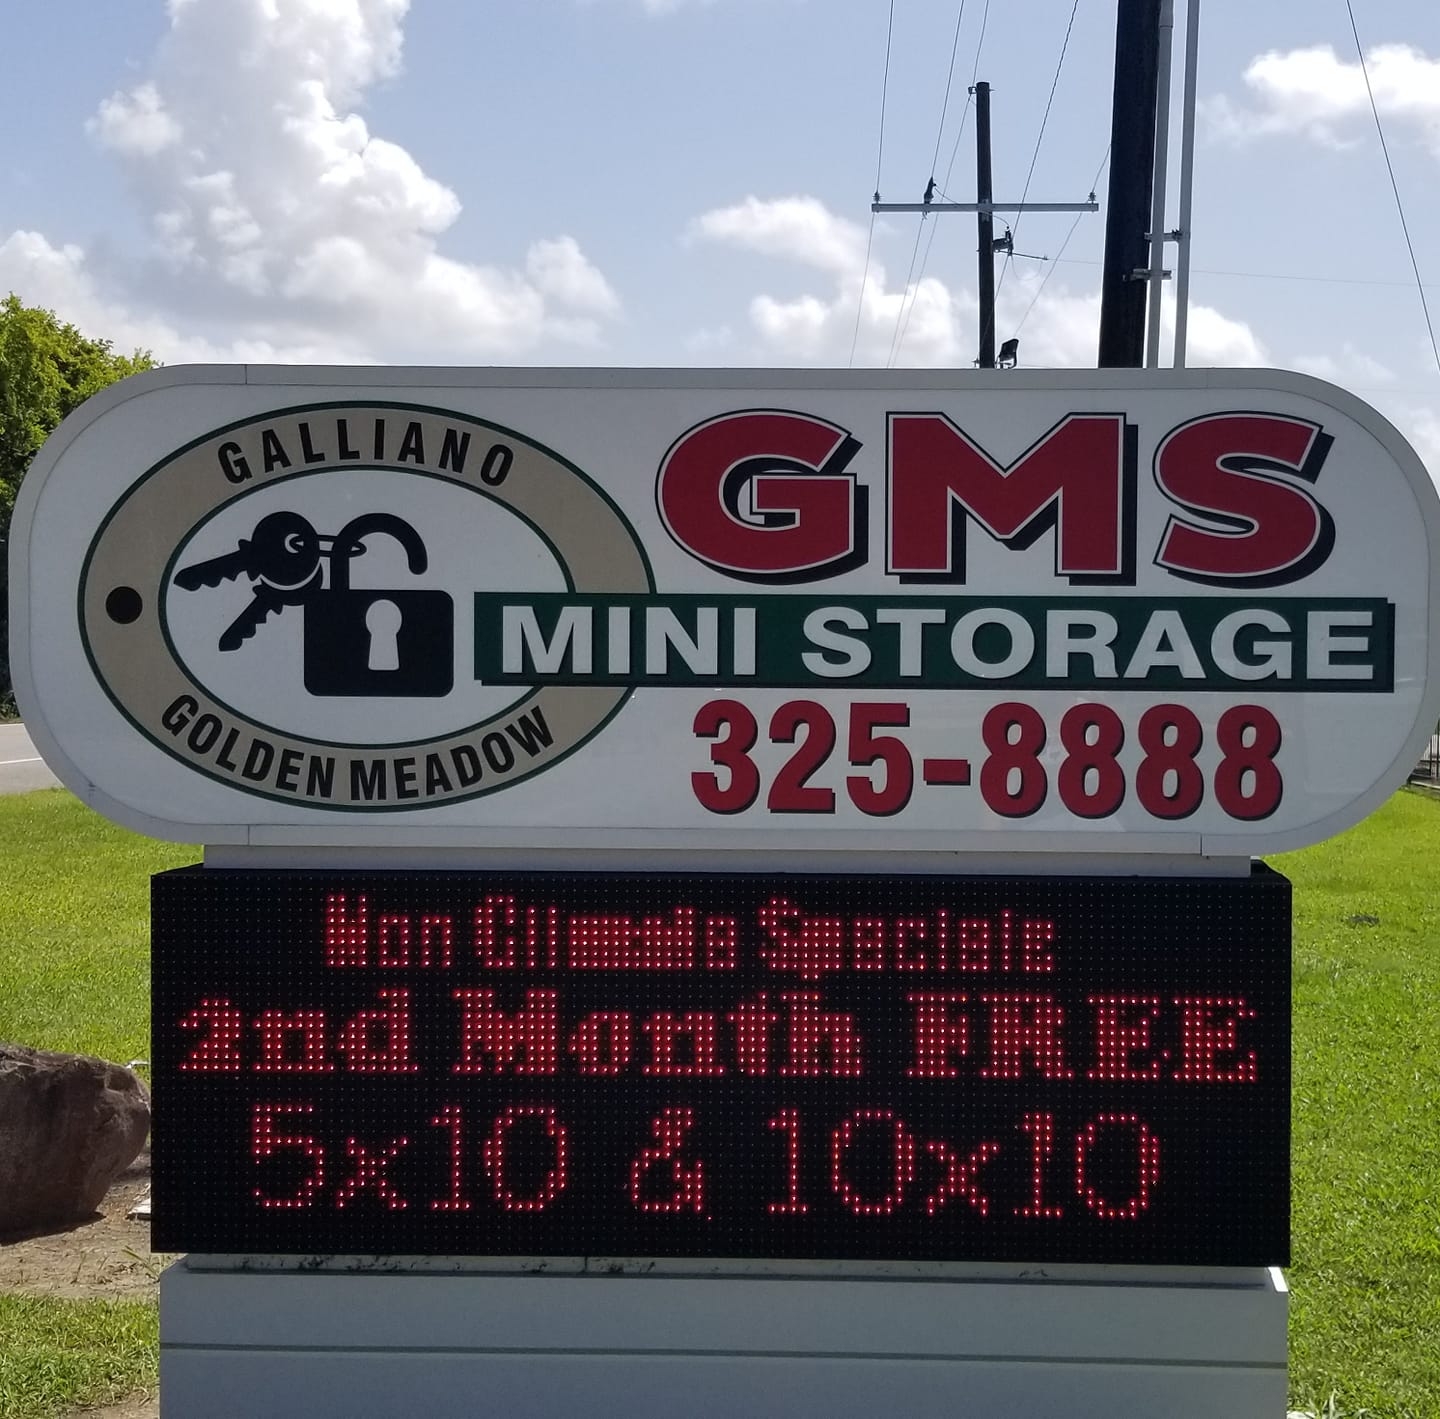 GALLIANO
GOLDEN MEADOW
GMS
MINI STORAGE
325-8888
Non Climate Specials
2nd Month FREE
5x10 & 10x10